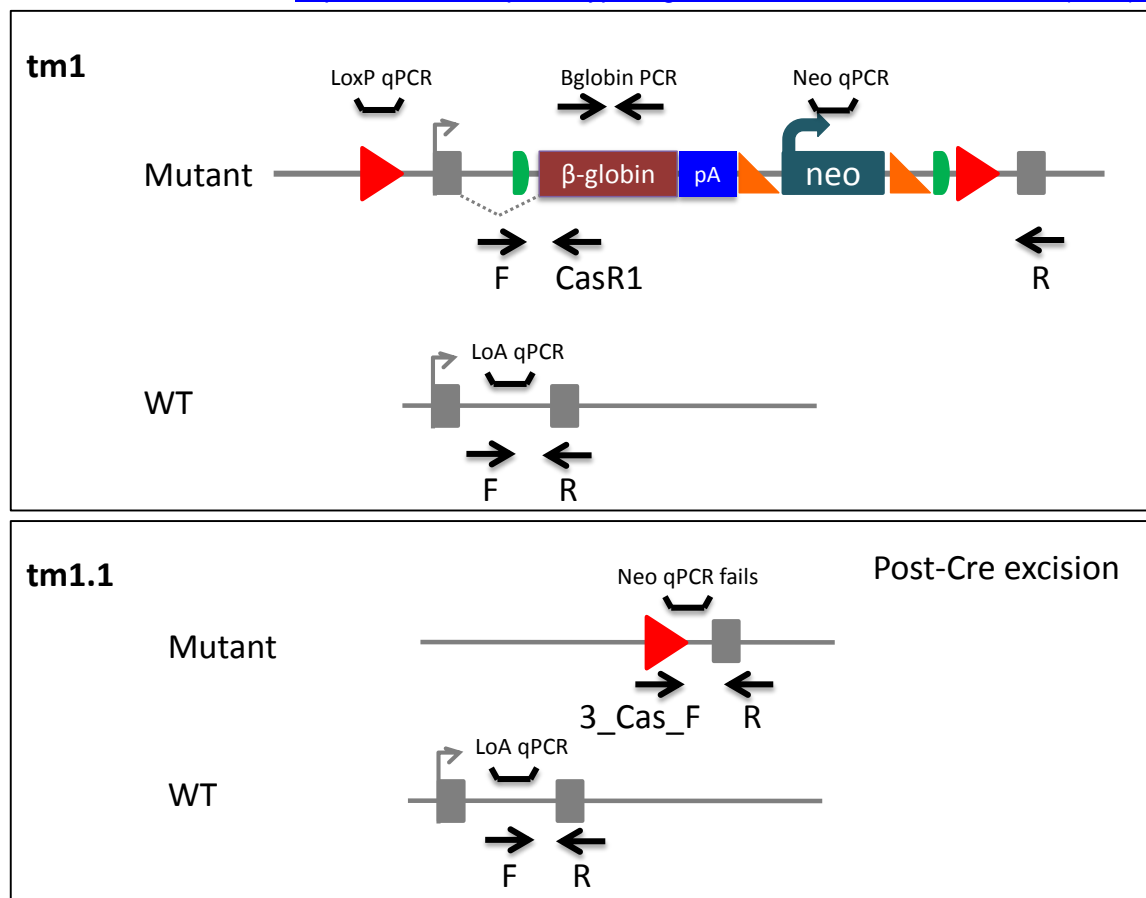 tm1
LoxP qPCR
Bglobin PCR
Neo qPCR
Mutant
β-globin
pA
neo
F
CasR1
R
LoA qPCR
WT
F
R
tm1.1
Post-Cre excision
Neo qPCR fails
Mutant
3_Cas_F
R
LoA qPCR
WT
F
R